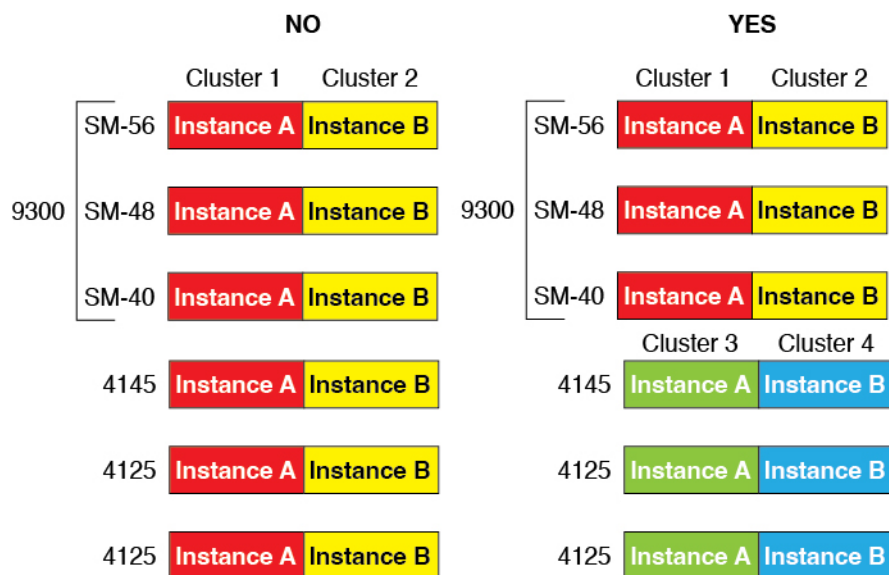 NO
Cluster 1 Cluster 2
SM-56 Instance A Instance B
9300 SM-48 Instance A Instance B
SM-40 Instance A Instance B
4145 Instance A Instance B
4125 Instance A Instance B
4125 Instance A Instance B
YES
Cluster 1 Cluster 2
SM-56 Instance A Instance B
9300 SM-48 Instance A Instance B
SM-40 Instance A Instance B
Cluster 3 Cluster 4
4145 Instance A Instance B
4125 Instance A Instance B
4125 Instance A Instance B